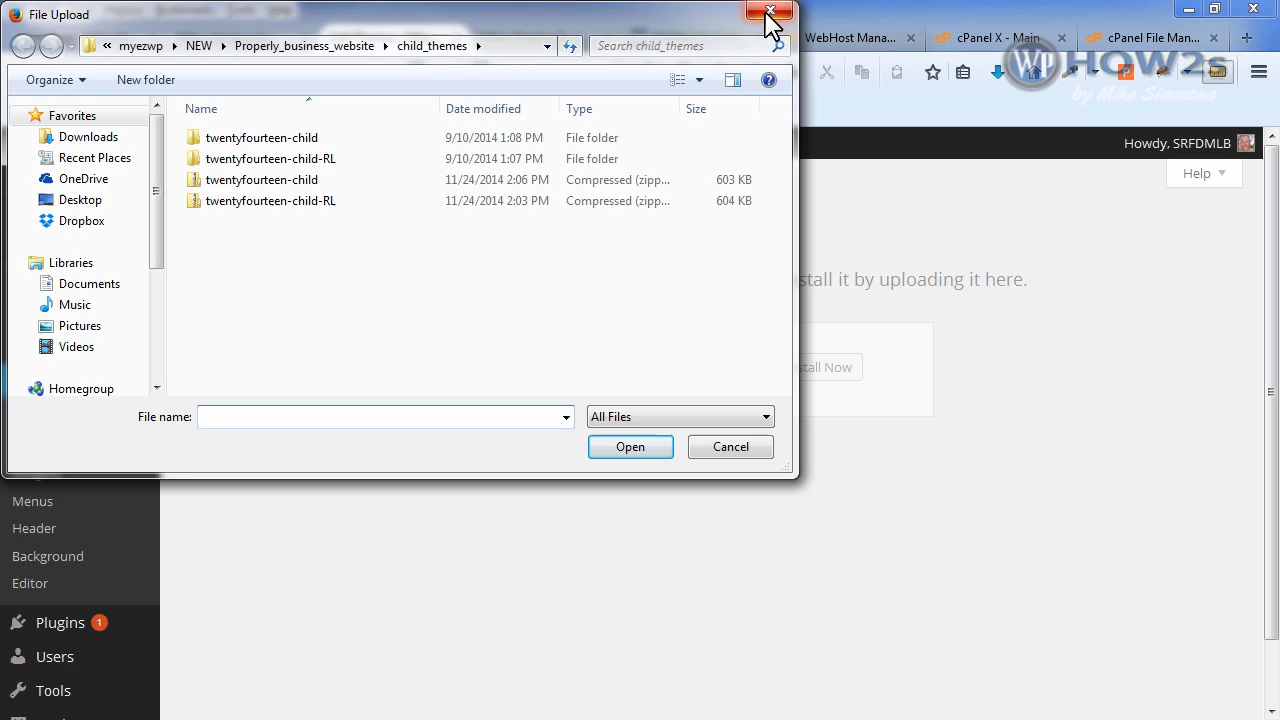 File Upload
« myezwp NEW Properly_business_website child_themes
Search child_themes
WebHost Mana...
cPanel X - Main
cPanel File Man...
WP HOW2s
by Mike Simmons
Organize
New folder
Howdy, SRFDMLB
Help
Favorites
Downloads
Recent Places
OneDrive
Desktop
Dropbox
Libraries
Documents
Music
Pictures
Videos
Homegroup
Name Date modified Type Size
twentyfourteen-child 9/10/2014 1:08 PM File folder
twentyfourteen-child-RL 9/10/2014 1:07 PM File folder
twentyfourteen-child 11/24/2014 2:06 PM Compressed (zipp... 603 KB
twentyfourteen-child-RL 11/24/2014 2:03 PM Compressed (zipp... 604 KB
stall it by uploading it here.
stall Now
File name:
All Files
Open
Cancel
Menus
Header
Background
Editor
Plugins 1
Users
Tools